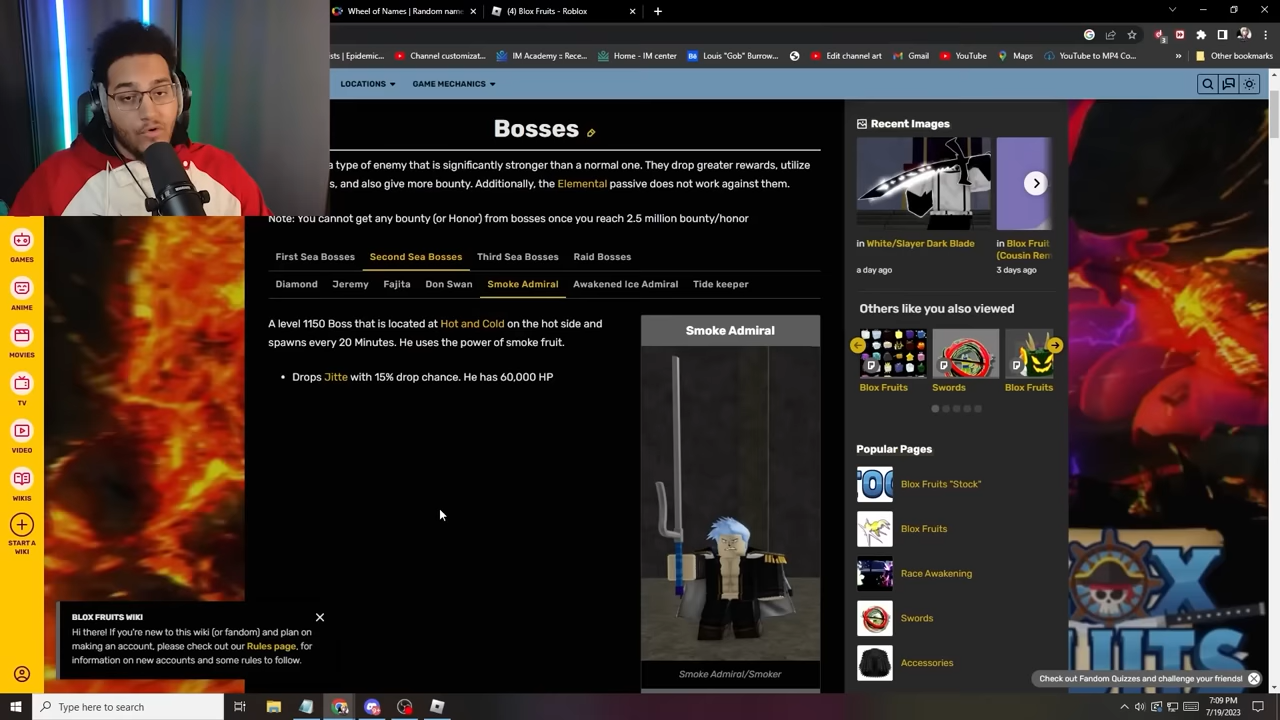 Wheel of Names | Random name
(4) Blox Fruits - Roblox
sts | Epidemic...
Channel customizat...
IM Academy :: Rece...
Home - IM center
Louis "Gob" Burrow...
Edit channel art
Gmail
YouTube
Maps
YouTube to MP4 Co...
Other bookmarks
LOCATIONS
GAME MECHANICS
Bosses
a type of enemy that is significantly stronger than a normal one. They drop greater rewards, utilize
s, and also give more bounty. Additionally, the Elemental passive does not work against them.
Note: You cannot get any bounty (or Honor) from bosses once you reach 2.5 million bounty/honor
First Sea Bosses
Second Sea Bosses
Third Sea Bosses
Raid Bosses
Diamond
Jeremy
Fajita
Don Swan
Smoke Admiral
Awakened Ice Admiral
Tide keeper
A level 1150 Boss that is located at Hot and Cold on the hot side and
spawns every 20 Minutes. He uses the power of smoke fruit.
• Drops Jitte with 15% drop chance. He has 60,000 HP
Smoke Admiral
Smoke Admiral/Smoker
Recent Images
in White/Slayer Dark Blade
a day ago
in Blox Fruit
(Cousin Rem
3 days ago
Others like you also viewed
Blox Fruits
Swords
Blox Fruits
Popular Pages
Blox Fruits "Stock"
Blox Fruits
Race Awakening
Swords
Accessories
GAMES
ANIME
MOVIES
TV
VIDEO
WIKIS
START A
WIKI
BLOX FRUITS WIKI
Hi there! If you're new to this wiki (or fandom) and plan on
making an account, please check out our Rules page, for
information on new accounts and some rules to follow.
Check out Fandom Quizzes and challenge your friends!
Type here to search
7:09 PM
7/19/2023